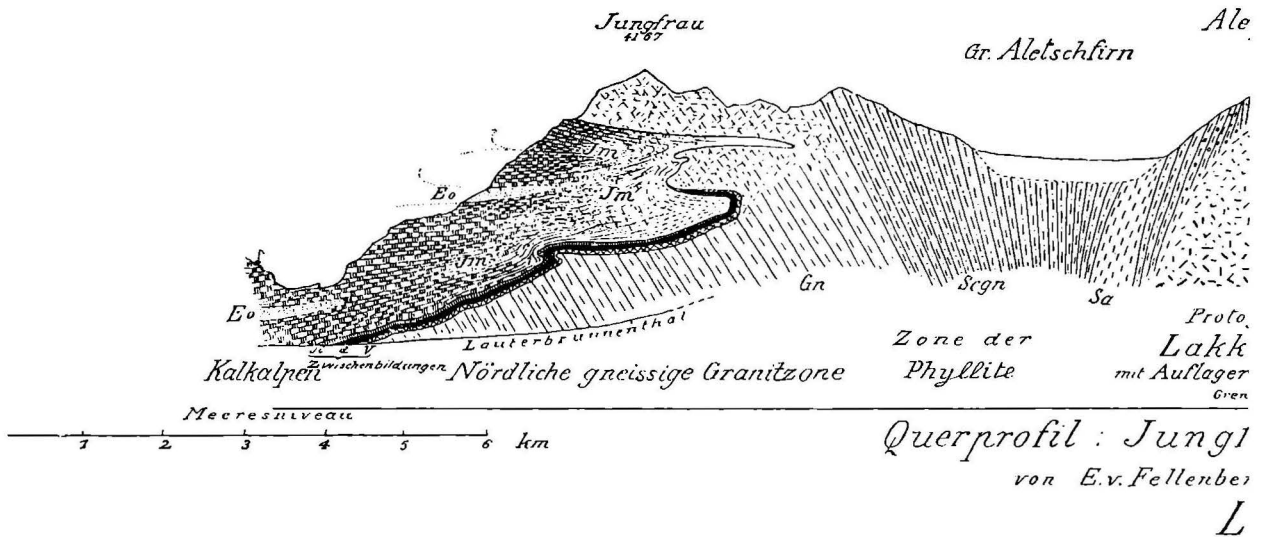 Jungfrau
4167
Ale
Gr. Aletschfirn
Jm
Jm
Eo
Jm
Eo
Gn
Scgn
Sa
Lauterbrunnenthal
Zwischenbildungen
Kalkalpen
Nördliche gneissige Granitzone
Zone der
Phyllite
Proto
Lakk
mit Auflager
Gren
Meeresniveau
1 2 3 4 5 6 km
Querprofil : Jung
von E.v. Fellenber
L